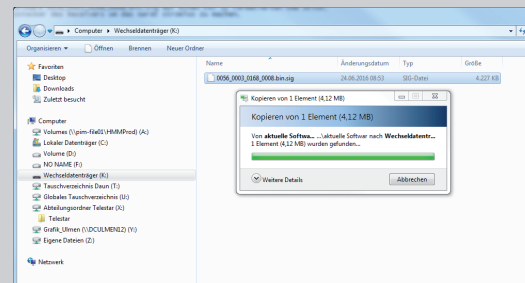 Computer ▸ Wechseldatenträger (K:)
Organisieren Öffnen Brennen Neuer Ordner
Name Änderungsdatum Typ Größe
0056_0003_0168_0008.bin.sig 24.06.2016 08:53 SIG-Datei 4.227 KB
Favoriten
Desktop
Downloads
Zuletzt besucht
Computer
Volumes (\\pim-file01\HMMProd) (A:)
Lokaler Datenträger (C:)
Volume (D:)
NO NAME (F:)
Wechseldatenträger (K:)
Tauschverzeichnis Daun (T:)
Globales Tauschverzeichnis (U:)
Abteilungsordner Telestar (X:)
Telestar
Grafik_Ulmen (\\DCULMEN12) (Y:)
Eigene Dateien (Z:)
Netzwerk
Kopieren von 1 Element (4,12 MB)
Kopieren von 1 Element (4,12 MB)
Von aktuelle Softwa... ...\aktuelle Softwar nach Wechseldatentr...
1 Element (4,12 MB) wurden gefunden...
Weitere Details Abbrechen